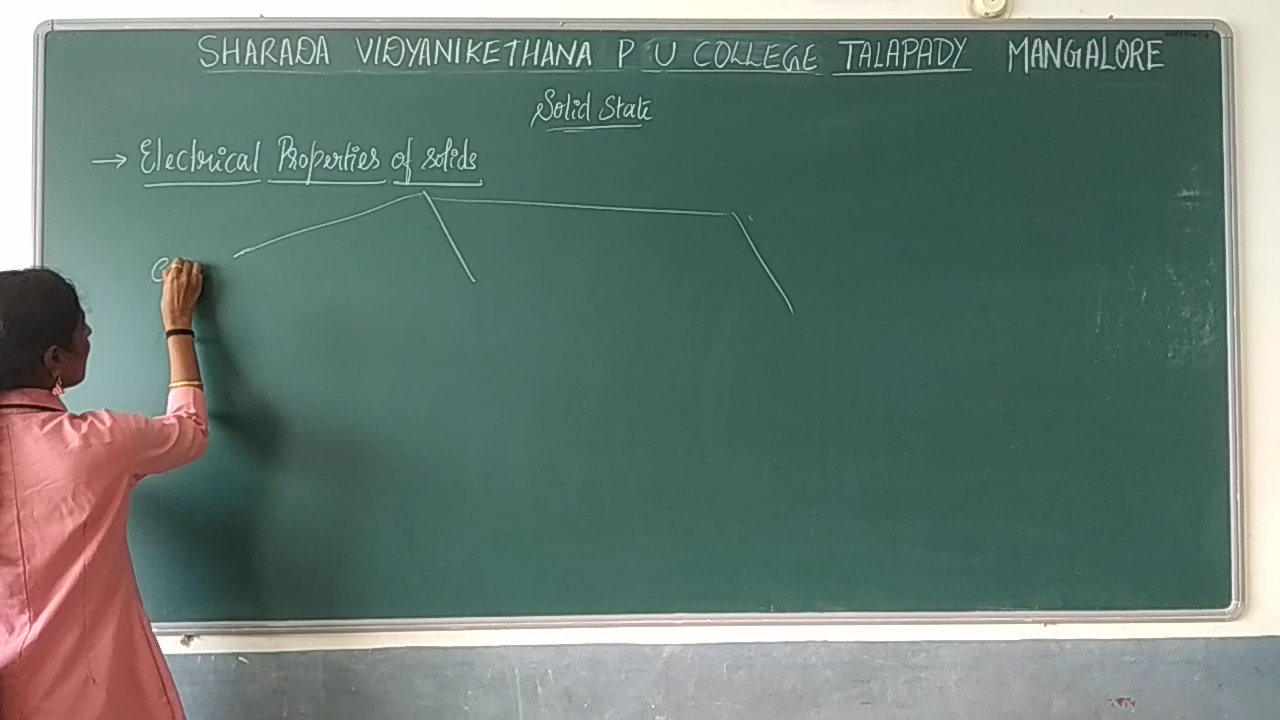 SHARADA VIDYANIKETHANA P U COLLEGE TALAPADY MANGALORE
Solid State
→ Electrical Properties of solids
C